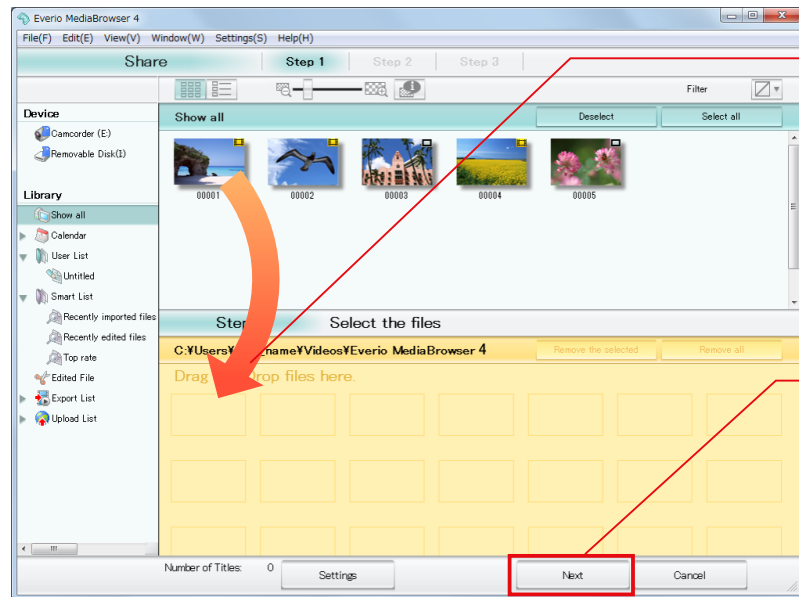 Everio MediaBrowser 4
File(F) Edit(E) View(V) Window(W) Settings(S) Help(H)
Share Step 1 Step 2 Step 3
Filter
Device
Camcorder (E:)
Removable Disk(I:)
Library
Show all
Calendar
User List
Untitled
Smart List
Recently imported files
Recently edited files
Top rate
Edited File
Export List
Upload List
Show all Deselect Select all
00001 00002 00003 00004 00005
Select the files
C:¥Users¥ name¥Videos¥Everio MediaBrowser 4 Remove the selected Remove all
Drag files here.
Number of Titles: 0 Settings Next Cancel